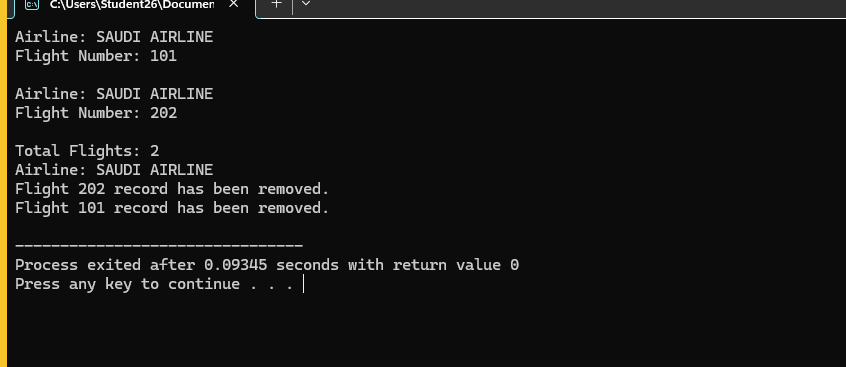 C:\Users\Student26\Documen
Airline: SAUDI AIRLINE
Flight Number: 101
Airline: SAUDI AIRLINE
Flight Number: 202
Total Flights: 2
Airline: SAUDI AIRLINE
Flight 202 record has been removed.
Flight 101 record has been removed.
--------------------------------
Process exited after 0.09345 seconds with return value 0
Press any key to continue . . .